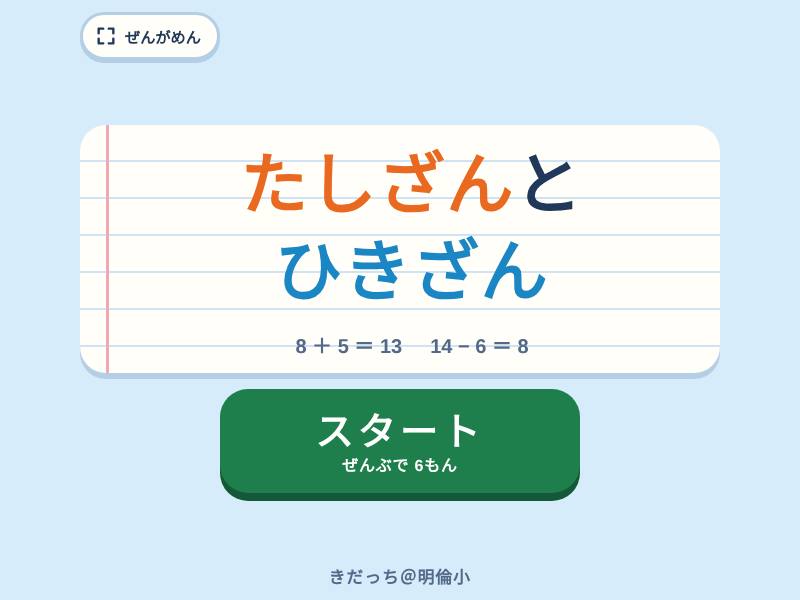 ぜんがめん
たしざんと
ひきざん
8 + 5 = 13 14 − 6 = 8
スタート
ぜんぶで 6もん
きだっち@明倫小